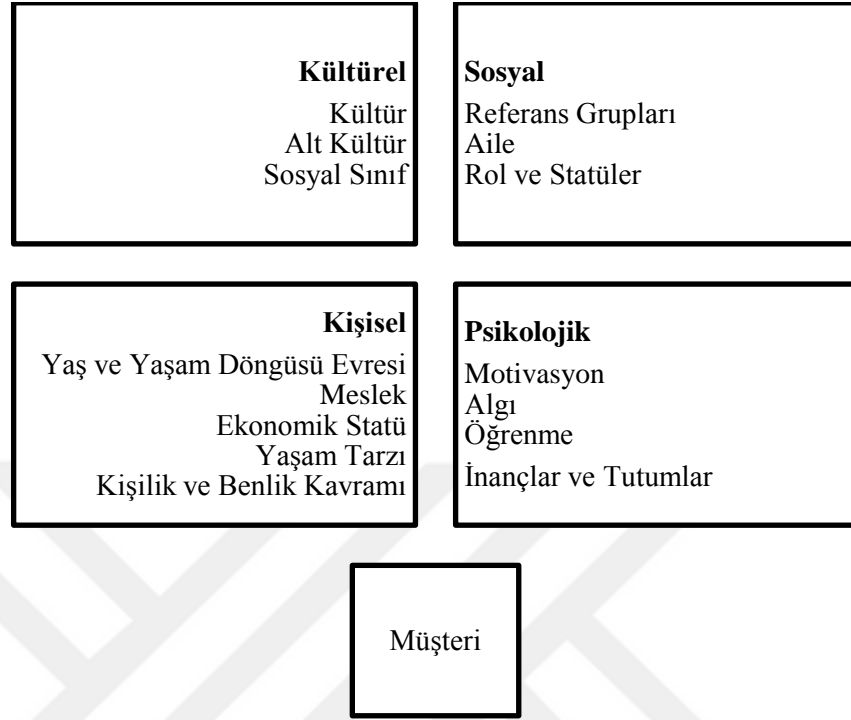 Kültürel
Kültür
Alt Kültür
Sosyal Sınıf
Sosyal
Referans Grupları
Aile
Rol ve Statüler
Kişisel
Yaş ve Yaşam Döngüsü Evresi
Meslek
Ekonomik Statü
Yaşam Tarzı
Kişilik ve Benlik Kavramı
Psikolojik
Motivasyon
Algı
Öğrenme
İnançlar ve Tutumlar
Müşteri